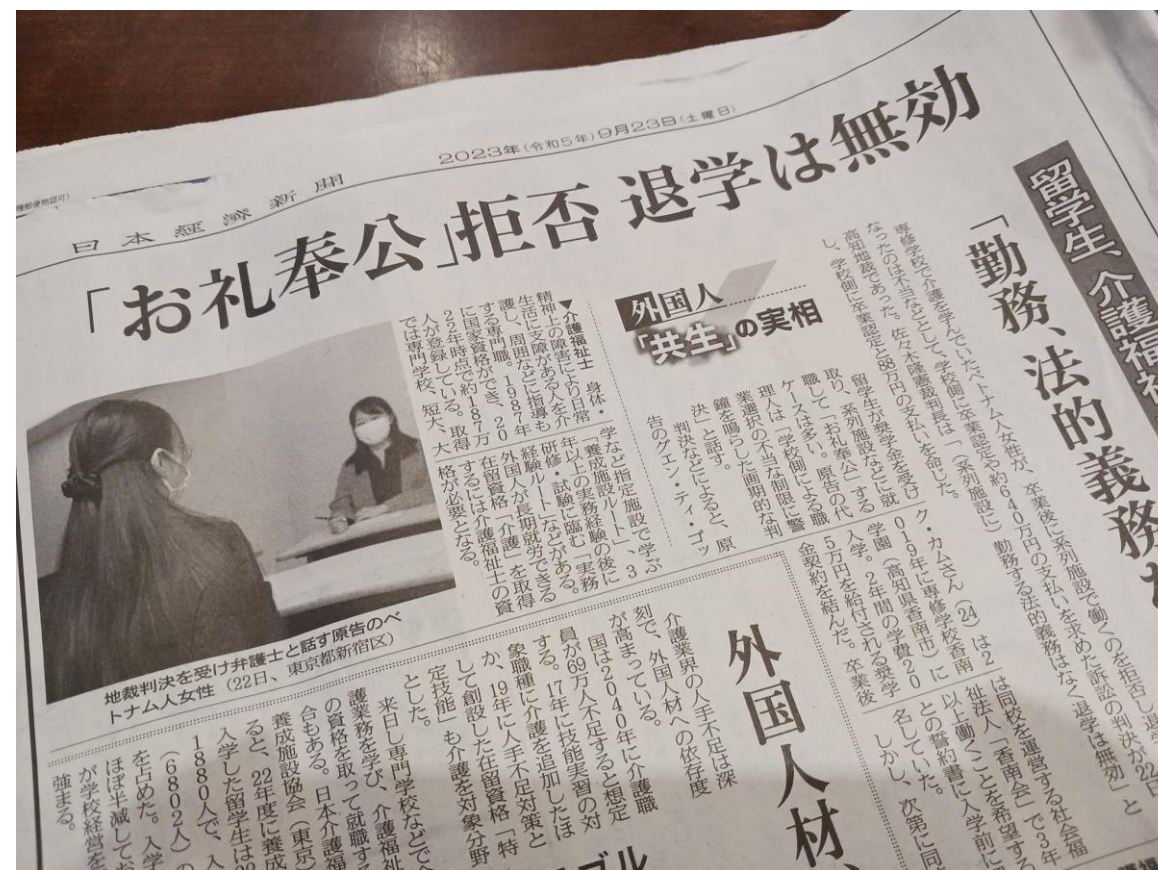 2023年(令和5年)9月23日(土曜日)
日本経済新聞
「お礼奉公」拒否 退学は無効
留学生、介護福祉
「勤務、法的義務な
外国人
「共生」の実相
専修学校で介護を学んでいたベトナム人女性が、卒業後に系列施設で働くのを拒否し退学
なったのは不当などとして、学校側に卒業認定や約640万円の支払いを求めた訴訟の判決が22日
高知地裁であった。佐々木隆憲裁判長は「(系列施設に)勤務する法的義務はなく退学は無効」と
し、学校側に卒業認定と88万円の支払いを命じた。
留学生が奨学金を受け
取り、系列施設などに就
職して「お礼奉公」する
ケースは多い。原告の代
理人は「学校側による職
業選択の不当な制限に警
鐘を鳴らした画期的な判
決」と話す。
判決などによると、原
告のグエン・ティ・ゴッ
ク・カムさん(24)は2
019年に専修学校香南
学園(高知県香南市)に
入学。2年間の学費20
5万円を給付される奨学
金契約を結んだ。卒業後
は同校を運営する社会福
祉法人「香南会」で3年
以上働くことを希望する
との誓約書に入学前に
名していた。
しかし、次第に同
▼介護福祉士 身体・
精神上の障害により日常
生活に支障がある人を介
護し、周囲などに指導も
する専門職。1987年
に国家資格ができ、20
22年時点で約187万
人が登録している。取得
では専門学校、短大、大
学など指定施設で学ぶ
「養成施設ルート」、3
年以上の実務経験の後に
研修・試験に臨む「実務
経験ルート」などがある。
外国人が長期就労できる
在留資格「介護」を取得
するには介護福祉士の資
格が必要となる。
地裁判決を受け弁護士と話す原告のベ
トナム人女性(22日、東京都新宿区)
外国人材、
介護業界の人手不足は深
刻で、外国人材への依存度
が高まっている。
国は2040年に介護職
員が69万人不足すると想定
する。17年に技能実習の対
象職種に介護を追加したほ
か、19年に人手不足対策と
して創設した在留資格「特
定技能」も介護を対象分野
とした。
来日し専門学校などで介
護業務を学び、介護福祉
の資格を取って就職する
合もある。日本介護福
養成施設協会(東京)
ると、22年度に養成
入学した留学生は
1880人で、入
(6802人)の
を占めた。入学
ほぼ半減してお
が学校経営を
強まる。